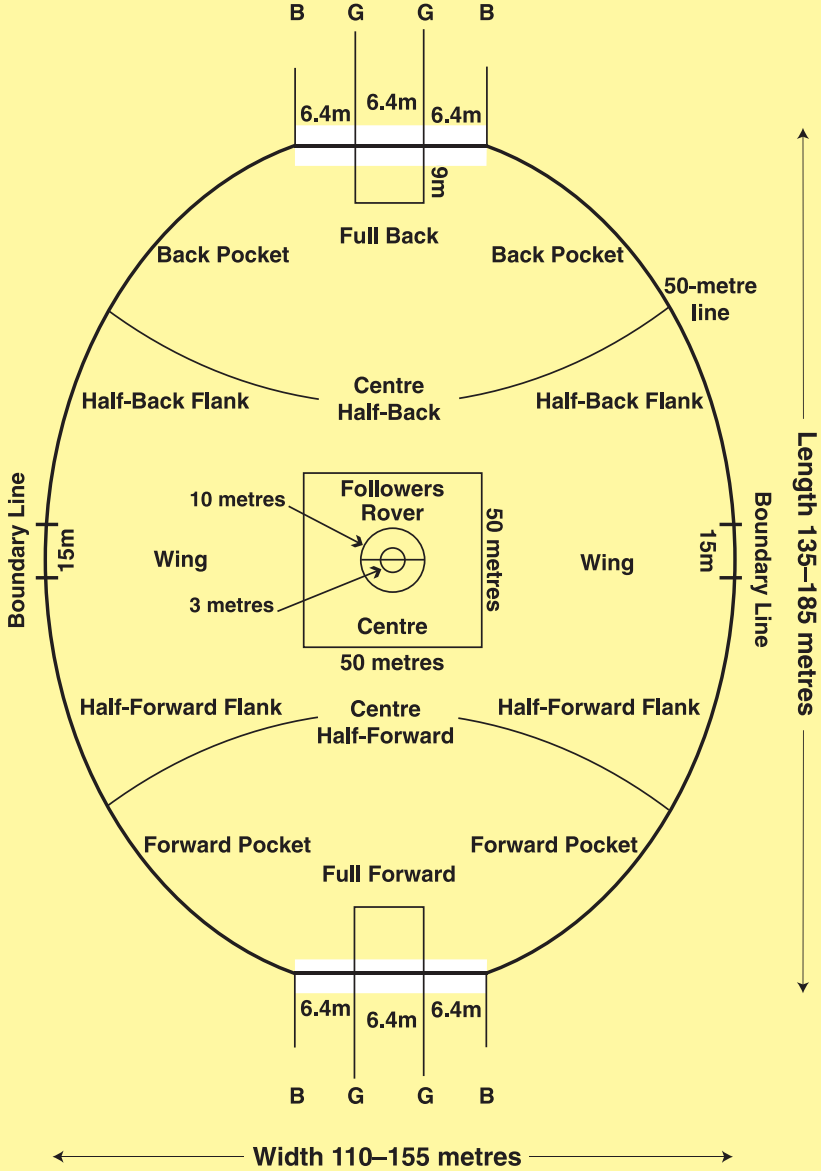 B G G B
6.4m 6.4m 6.4m
9m
Full Back
Back Pocket Back Pocket
50-metre
line
Centre
Half-Back
Half-Back Flank Half-Back Flank
Followers
Rover
10 metres
50 metres
Boundary Line
15m
Wing Wing
15m
Boundary Line
Length 135–185 metres
3 metres
Centre
50 metres
Half-Forward Flank Half-Forward Flank
Centre
Half-Forward
Forward Pocket Forward Pocket
Full Forward
6.4m 6.4m 6.4m
B G G B
Width 110–155 metres